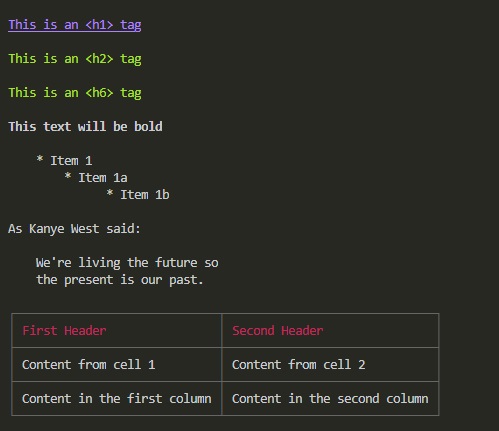 This is an <h1> tag
This is an <h2> tag
This is an <h6> tag
This text will be bold
* Item 1
* Item 1a
* Item 1b
As Kanye West said:
We're living the future so
the present is our past.
First Header Second Header
Content from cell 1 Content from cell 2
Content in the first column Content in the second column